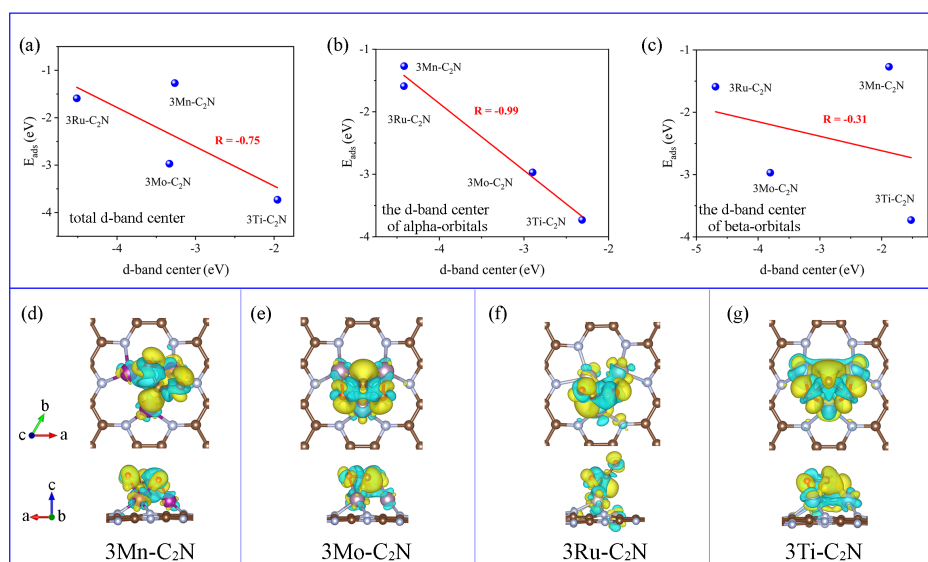 (a)
-1
-2
-3
-4
E_ads (eV)
3Ru-C₂N
3Mn-C₂N
R = -0.75
3Mo-C₂N
3Ti-C₂N
total d-band center
-4
-3
-2
d-band center (eV)
(b)
-1
-2
-3
-4
E_ads (eV)
3Mn-C₂N
3Ru-C₂N
R = -0.99
3Mo-C₂N
3Ti-C₂N
the d-band center
of alpha-orbitals
-5
-4
-3
-2
d-band center (eV)
(c)
-1
-2
-3
-4
E_ads (eV)
3Mn-C₂N
3Ru-C₂N
R = -0.31
3Mo-C₂N
3Ti-C₂N
the d-band center
of beta-orbitals
-5
-4
-3
-2
d-band center (eV)
(d)
(e)
(f)
(g)
b
c
a
c
a
b
3Mn-C₂N
3Mo-C₂N
3Ru-C₂N
3Ti-C₂N